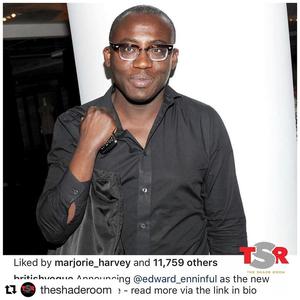 TSR
THE SHADE ROOM
Liked by marjorie_harvey and 11,759 others
britishvogue Announcing @edward_enninful as the new
theshaderoom e - read more via the link in bio